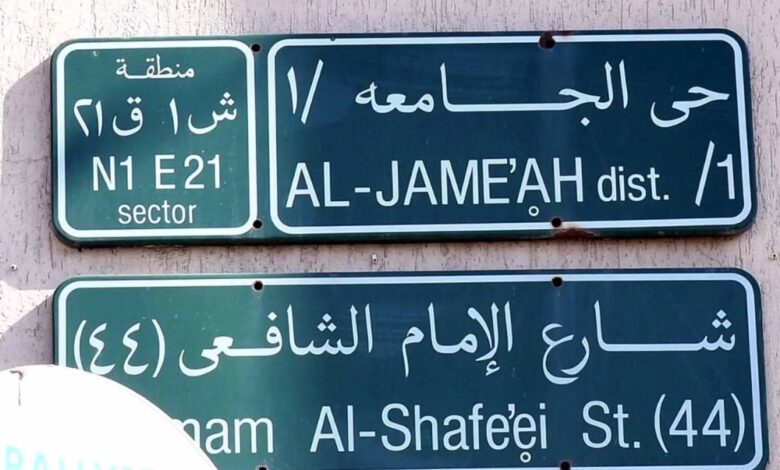 منطقة
ش١ ق٢١
N1 E21
sector
حى الجامعه /١
AL-JAME'AH dist. /1
شارع الإمام الشافعى (٤٤)
Al-Shafe'ei St. (44)